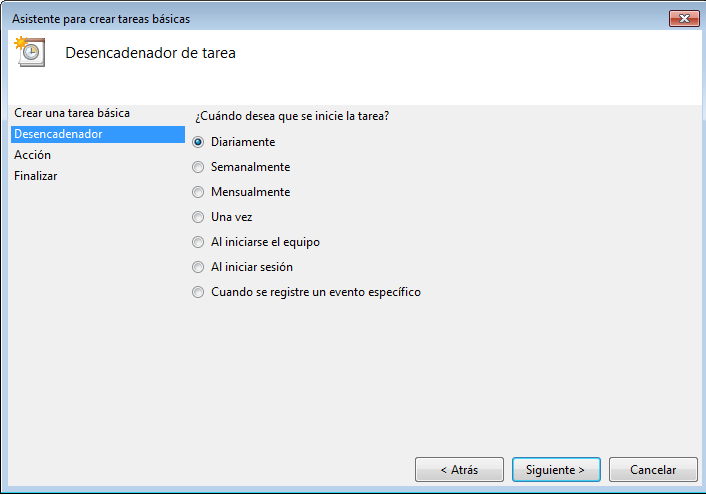 Asistente para crear tareas básicas
Desencadenador de tarea
Crear una tarea básica
Desencadenador
Acción
Finalizar
¿Cuándo desea que se inicie la tarea?
Diariamente
Semanalmente
Mensualmente
Una vez
Al iniciarse el equipo
Al iniciar sesión
Cuando se registre un evento específico
< Atrás
Siguiente >
Cancelar